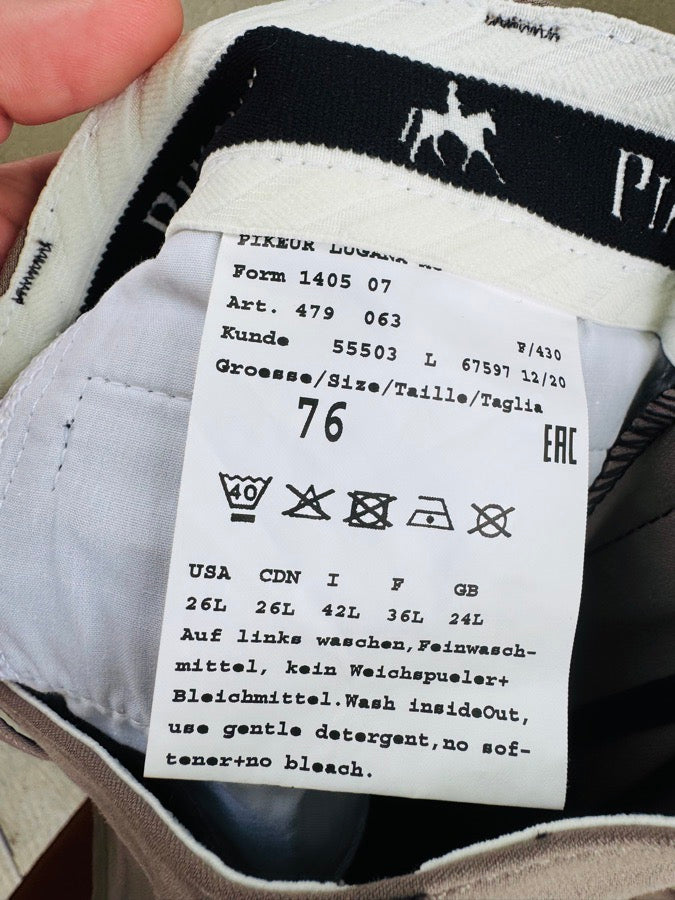 PIKEUR LUGANA
Form 1405 07
Art. 479 063
F/430
Kunde 55503 L 67597 12/20
Groesse/Size/Taille/Taglia
76
EAC
40
USA CDN I F GB
26L 26L 42L 36L 24L
Auf links waschen,Feinwasch-
mittel, kein Weichspueler+
Bleichmittel.Wash insideOut,
use gentle detergent,no sof-
tener+no bleach.